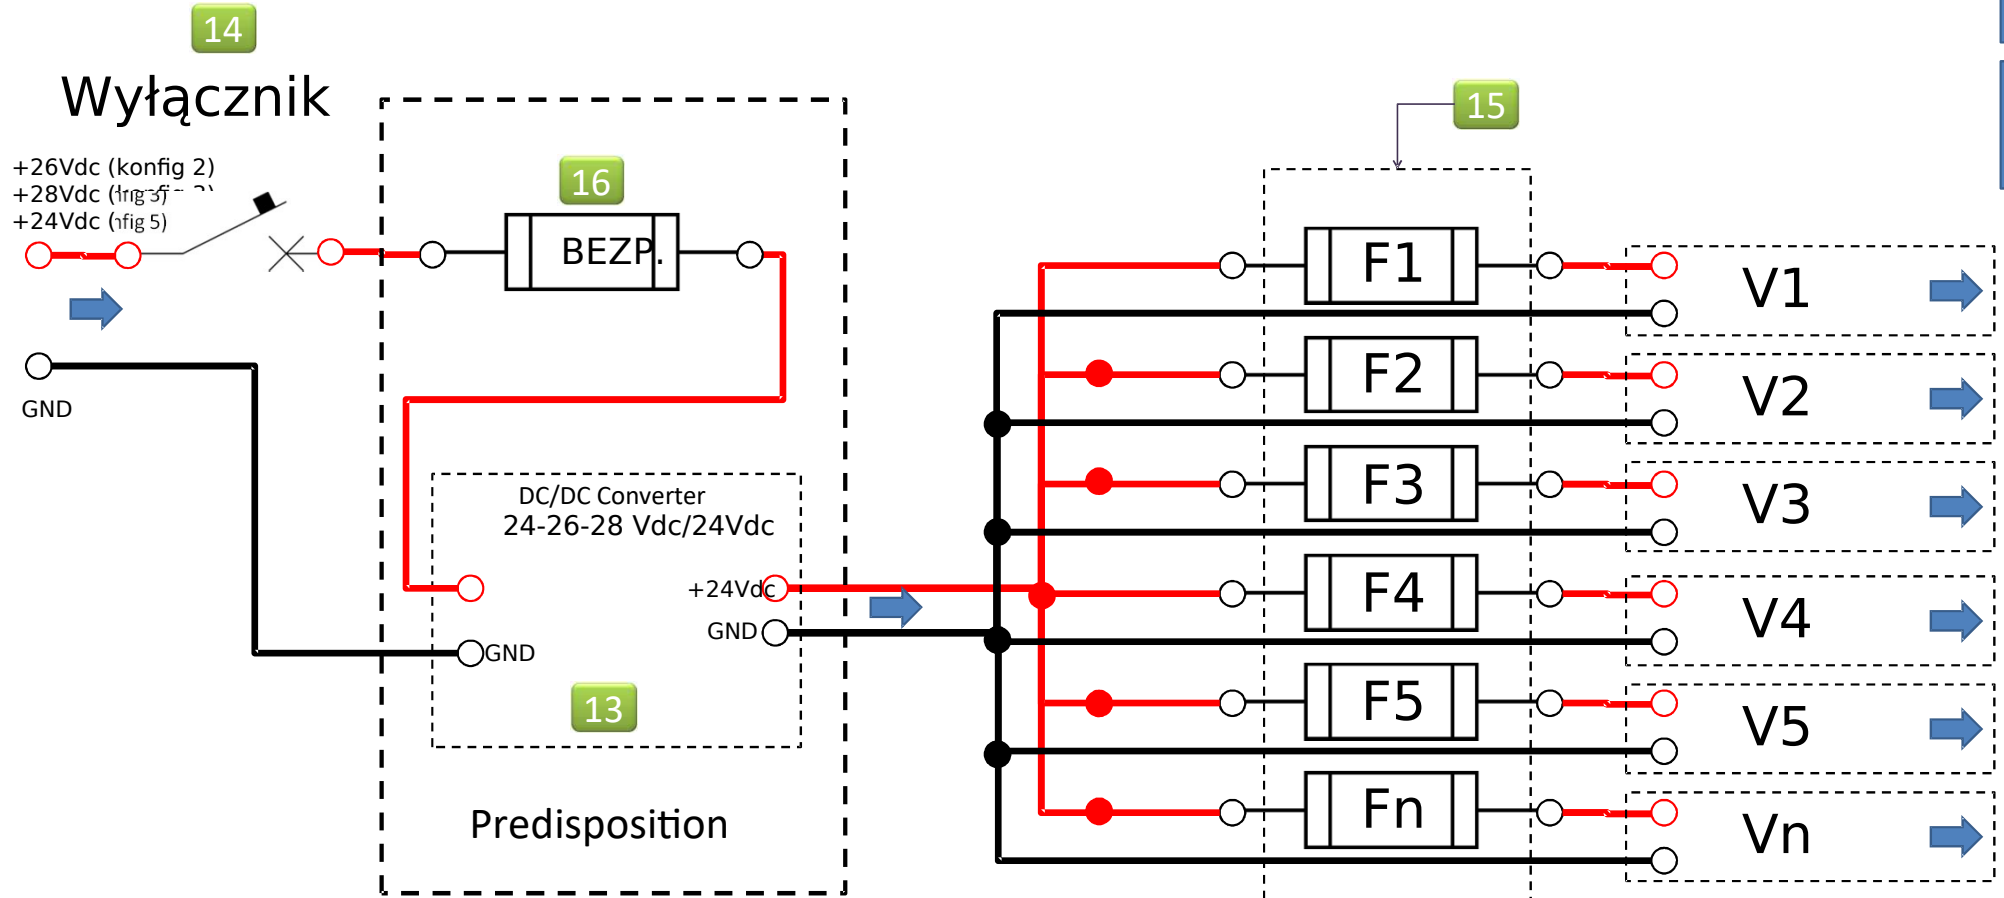 14
Wyłącznik
+26Vdc (konfig 2)
+28Vdc (
+24Vdc (
16
BEZP.
GND
DC/DC Converter
24-26-28 Vdc/24Vdc
+24Vdc
GND
GND
13
Predisposition
15
F1
V1
F2
V2
F3
V3
F4
V4
F5
V5
Fn
Vn